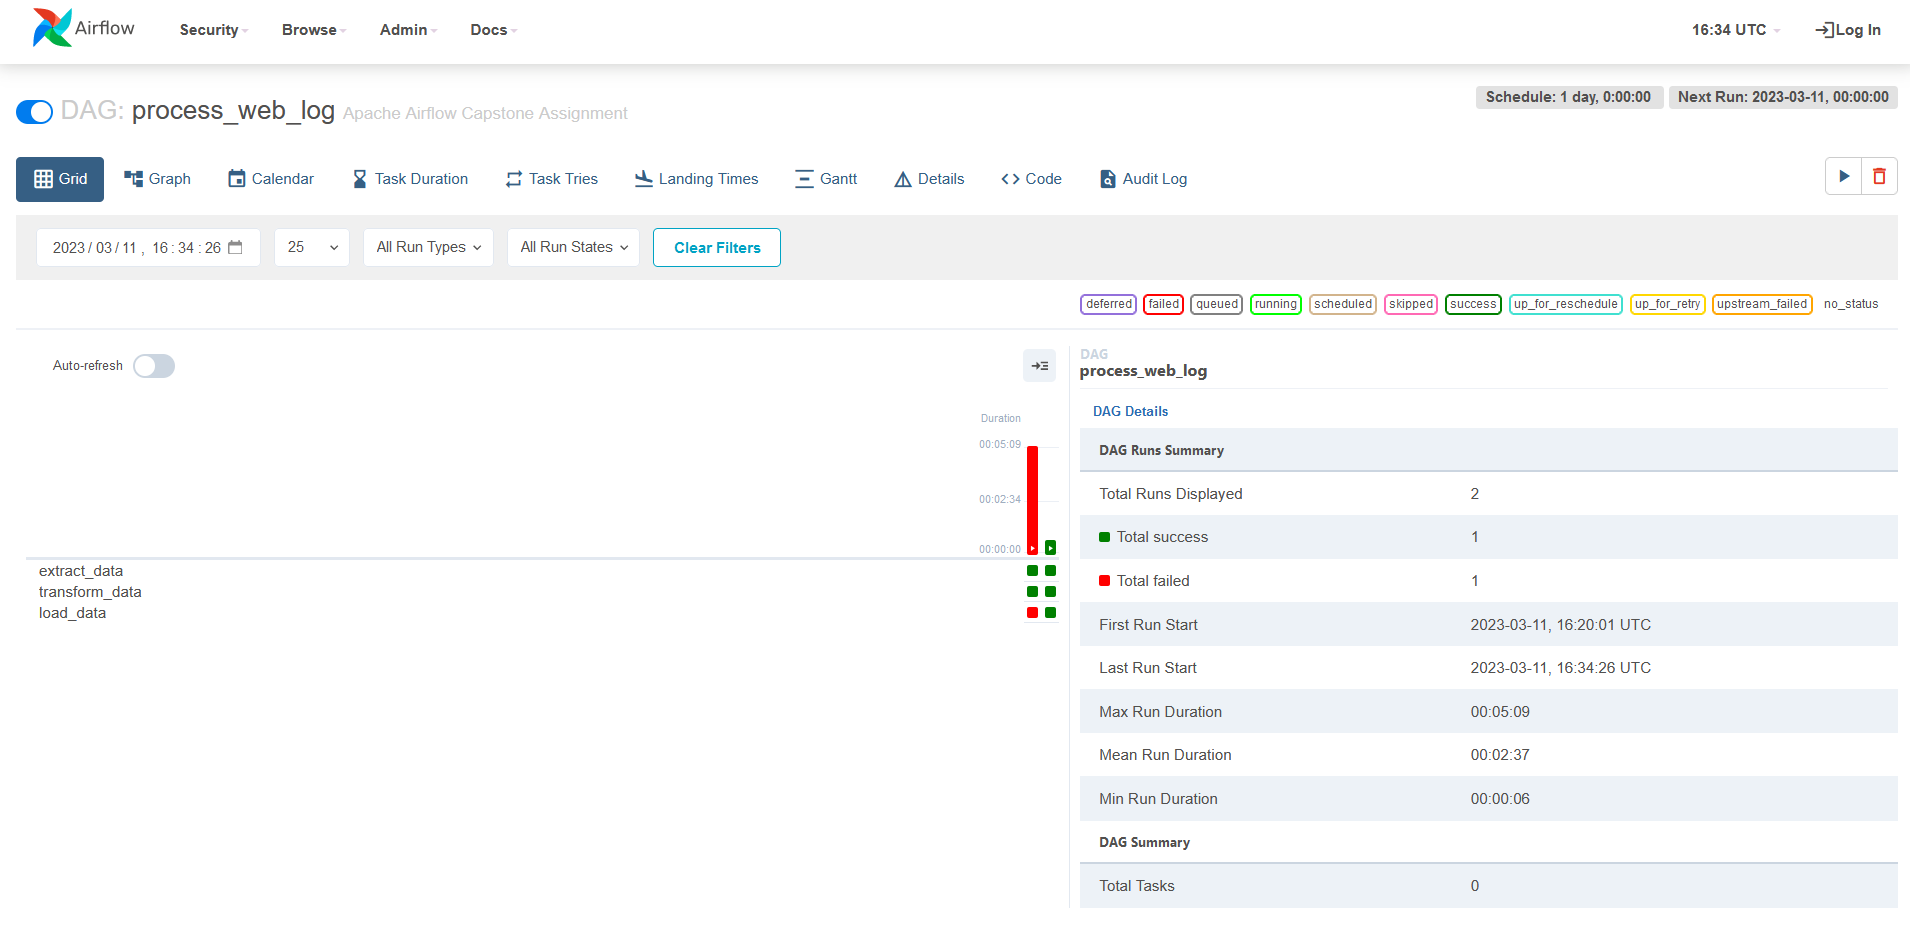 Airflow Security Browse Admin Docs 16:34 UTC Log In
DAG: process_web_log Apache Airflow Capstone Assignment Schedule: 1 day, 0:00:00 Next Run: 2023-03-11, 00:00:00
Grid Graph Calendar Task Duration Task Tries Landing Times Gantt Details Code Audit Log
2023/03/11, 16:34:26 25 All Run Types All Run States Clear Filters
deferred failed queued running scheduled skipped success up_for_reschedule up_for_retry upstream_failed no_status
Auto-refresh
Duration
00:05:09
00:02:34
00:00:00
extract_data
transform_data
load_data
DAG
process_web_log
DAG Details
DAG Runs Summary
Total Runs Displayed 2
Total success 1
Total failed 1
First Run Start 2023-03-11, 16:20:01 UTC
Last Run Start 2023-03-11, 16:34:26 UTC
Max Run Duration 00:05:09
Mean Run Duration 00:02:37
Min Run Duration 00:00:06
DAG Summary
Total Tasks 0